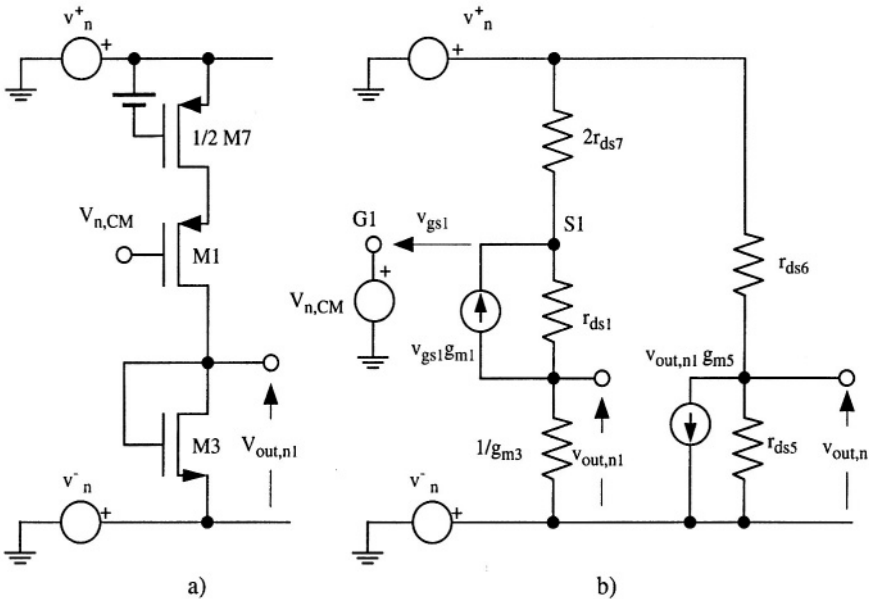 v⁺n
+
1/2 M7
Vn,CM
M1
M3
Vout,n1
v⁻n
+
a)
v⁺n
+
2rds7
G1
vgs1
S1
+
Vn,CM
rds1
vgs1gm1
1/gm3
vout,n1
rds6
vout,n1 gm5
rds5
vout,n
v⁻n
+
b)